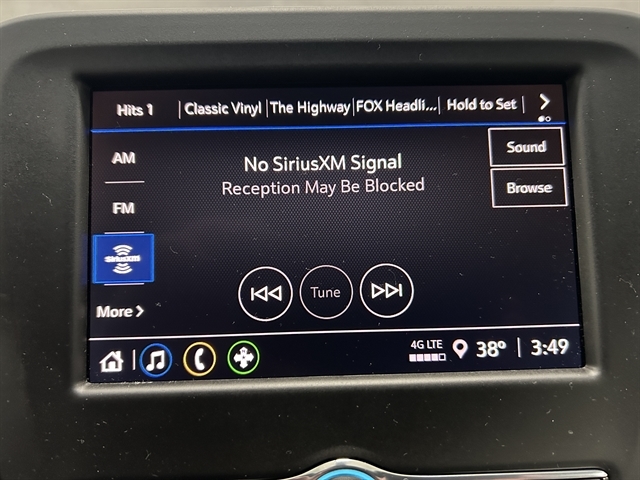 Hits 1 Classic Vinyl The Highway FOX Headli... Hold to Set
AM
No SiriusXM Signal
Sound
Reception May Be Blocked
Browse
FM
SiriusXM
Tune
More
4G LTE
38° 3:49